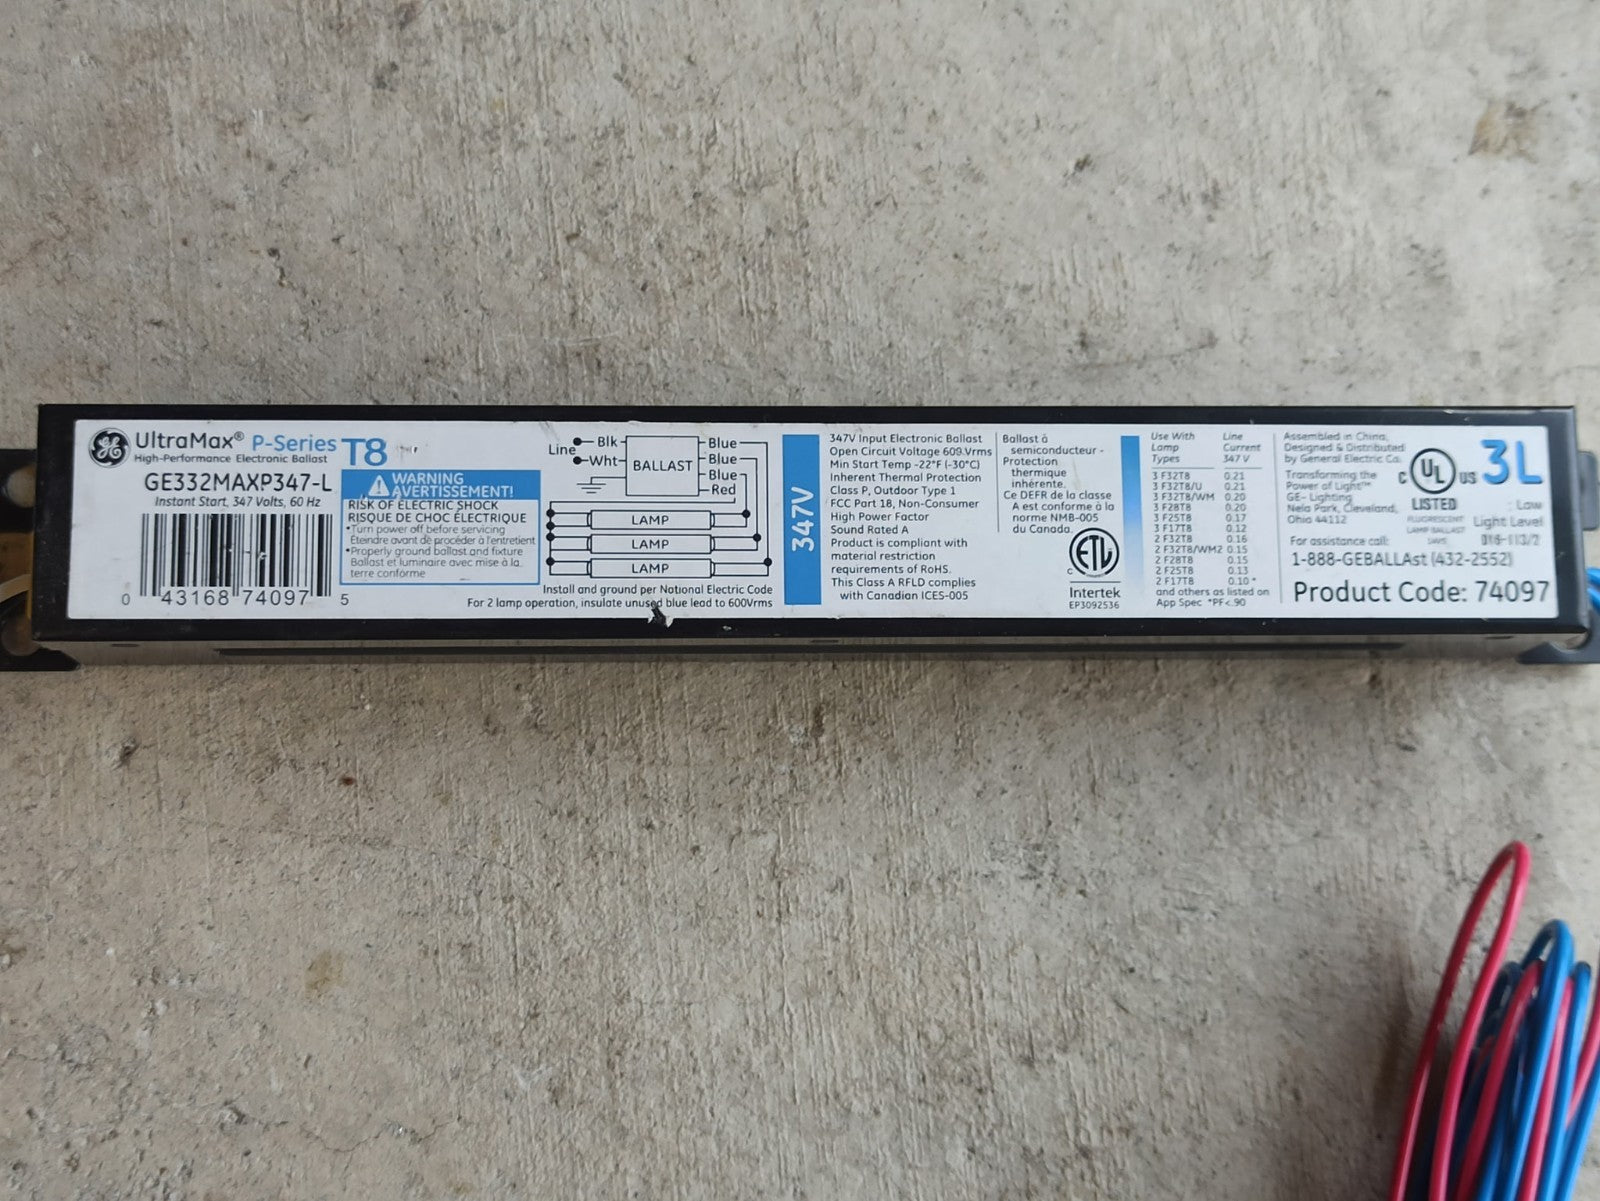 GE
UltraMax® P-Series T8
High-Performance Electronic Ballast
GE332MAXP347-L
Instant Start, 347 Volts, 60 Hz
0 43168 74097 5
WARNING
AVERTISSEMENT!
RISK OF ELECTRIC SHOCK
RISQUE DE CHOC ÉLECTRIQUE
•Turn power off before servicing
Éteindre avant de procéder à l'entretient
•Properly ground ballast and fixture
Ballast et luminaire avec mise à la
terre conforme
Line
Blk
Wht
BALLAST
Blue
Blue
Blue
Red
LAMP
LAMP
LAMP
Install and ground per National Electric Code
For 2 lamp operation, insulate unused blue lead to 600Vrms
347V
347V Input Electronic Ballast
Open Circuit Voltage 609 Vrms
Min Start Temp -22°F (-30°C)
Inherent Thermal Protection
Class P, Outdoor Type 1
FCC Part 18, Non-Consumer
High Power Factor
Sound Rated A
Product is compliant with
material restriction
requirements of RoHS.
This Class A RFLD complies
with Canadian ICES-005
Ballast à
semiconducteur -
Protection
thermique
inhérente.
Ce DEFR de la classe
A est conforme à la
norme NMB-005
du Canada
C ETL
Intertek
EP3092536
Use With Line
Lamp Current
Types 347 V
3 F32T8 0.21
3 F32T8/U 0.21
3 F32T8/WM 0.20
3 F28T8 0.20
3 F25T8 0.17
3 F17T8 0.12
2 F32T8 0.16
2 F32T8/WM2 0.15
2 F28T8 0.15
2 F25T8 0.13
2 F17T8 0.10 *
and others as listed on
App Spec *PF<.90
Assembled in China,
Designed & Distributed
by General Electric Co.
Transforming the
Power of Light™
GE- Lighting
Nela Park, Cleveland,
Ohio 44112
For assistance call:
1-888-GEBALLAst (432-2552)
Product Code: 74097
C UL US
LISTED
FLUORESCENT
LAMP BALLAST
3L
: Low
Light Level